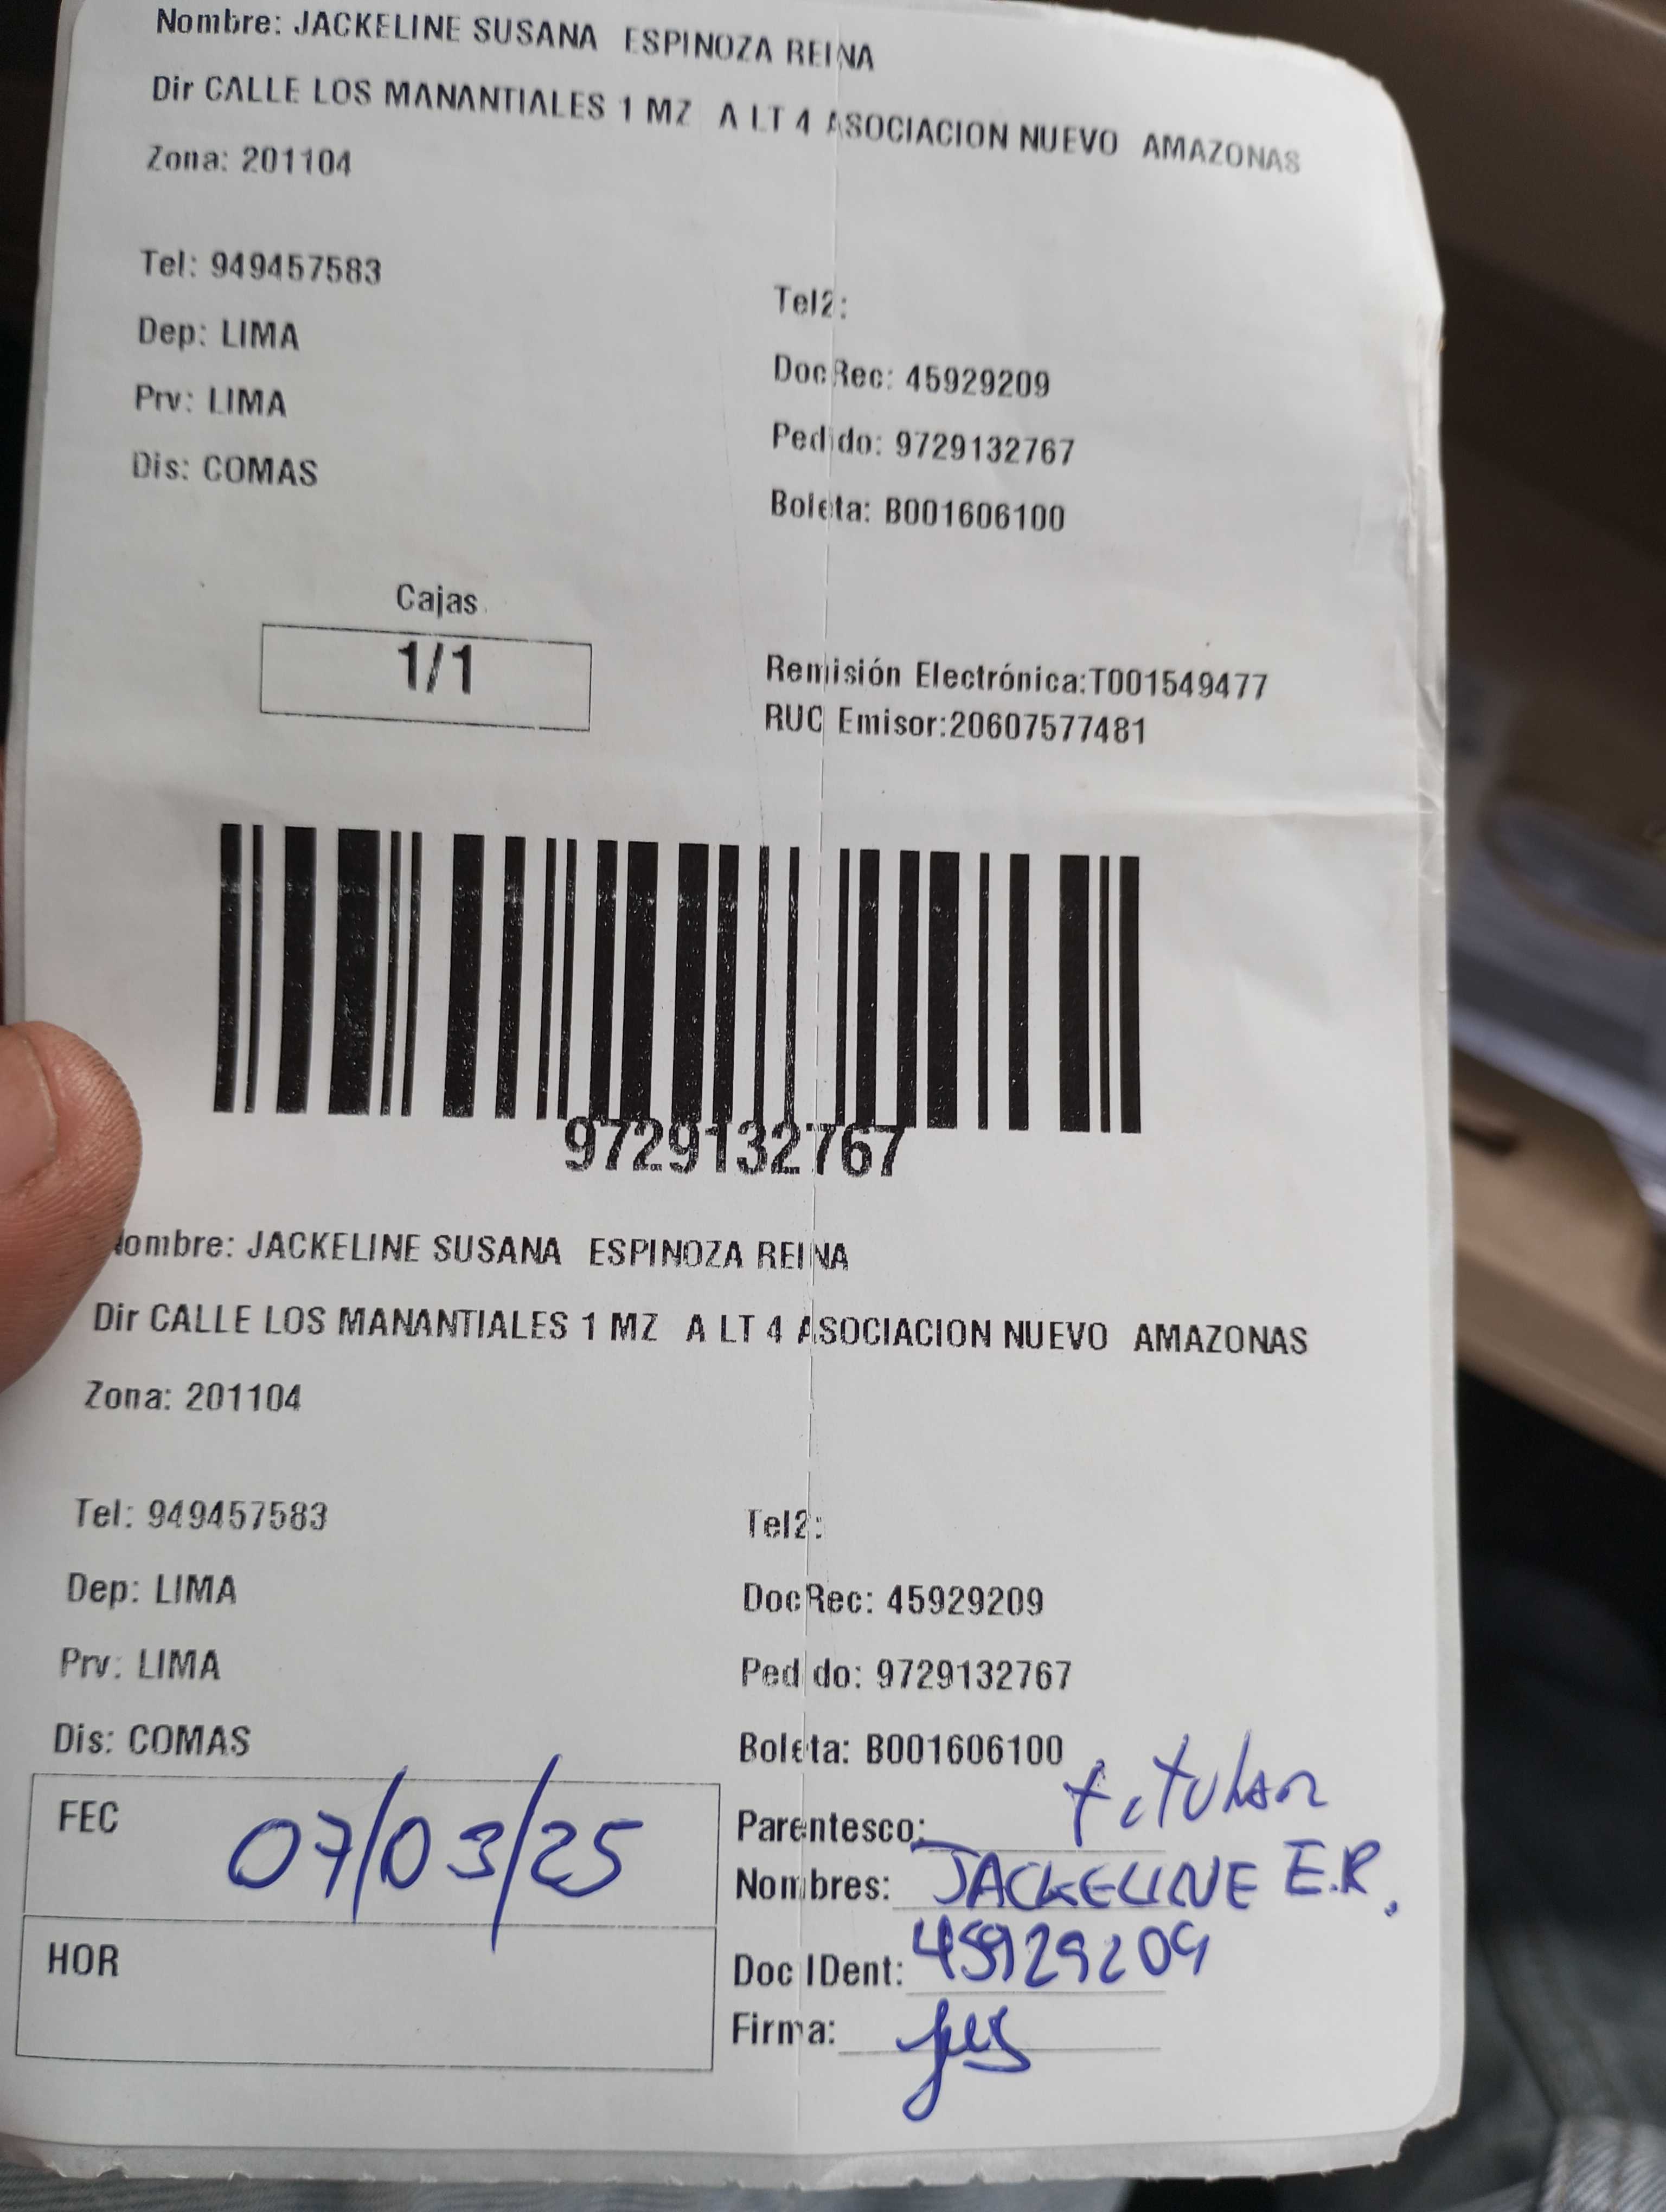 Nombre: JACKELINE SUSANA ESPINOZA REINA
Dir CALLE LOS MANANTIALES 1 MZ A LT 4 ASOCIACION NUEVO AMAZONAS
Zona: 201104
Tel: 949457583
Tel2:
Dep: LIMA
DocRec: 45929209
Prv: LIMA
Pedido: 9729132767
Dis: COMAS
Boleta: B001606100
Cajas
1/1
Remisión Electrónica:T001549477
RUC Emisor:20607577481
9729132767
Nombre: JACKELINE SUSANA ESPINOZA REINA
Dir CALLE LOS MANANTIALES 1 MZ A LT 4 ASOCIACION NUEVO AMAZONAS
Zona: 201104
Tel: 949457583
Tel2:
Dep: LIMA
DocRec: 45929209
Prv: LIMA
Pedido: 9729132767
Dis: COMAS
Boleta: B001606100
FEC 07/03/25
Parentesco: titular
Nombres: JACKELINE E.R.
HOR
Doc IDent: 45929209
Firma: